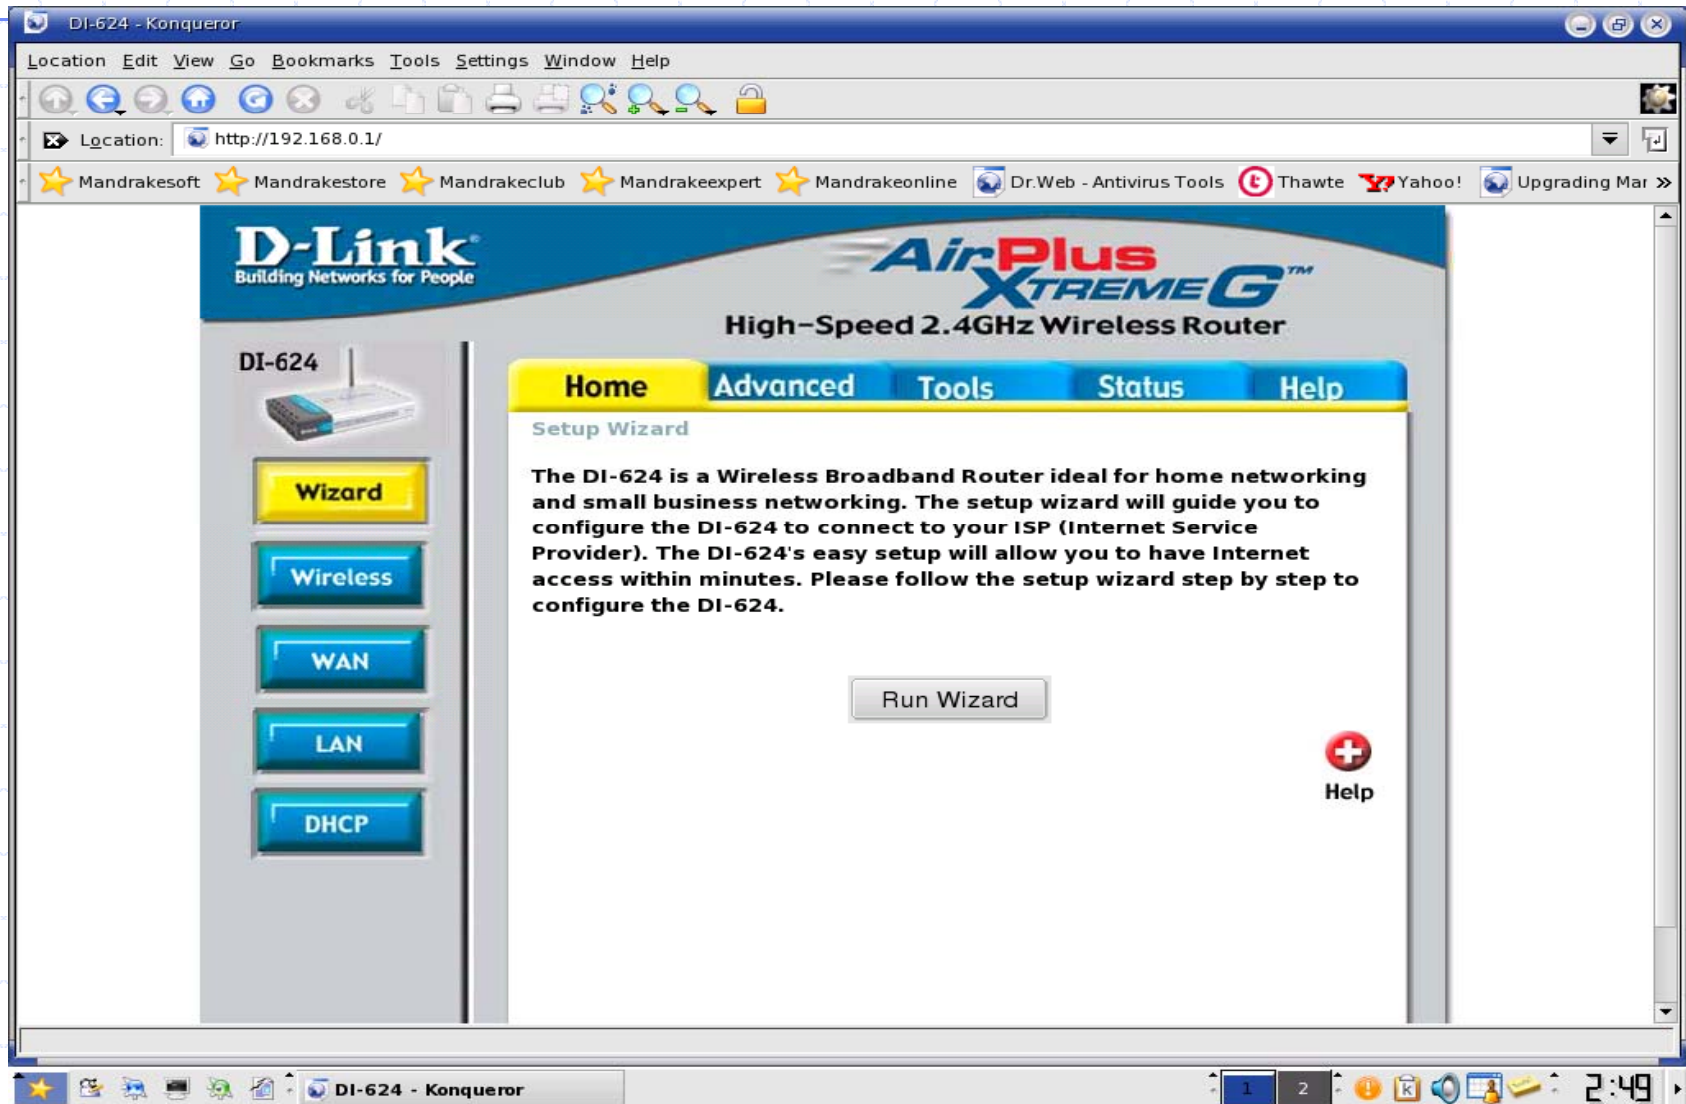 DI-624 - Konqueror
Location Edit View Go Bookmarks Tools Settings Window Help
Location: http://192.168.0.1/
Mandrakesoft Mandrakestore Mandrakeclub Mandrakeexpert Mandrakeonline Dr.Web - Antivirus Tools Thawte Yahoo! Upgrading Mar
D-Link
Building Networks for People
AirPlus
XTREME G™
High-Speed 2.4GHz Wireless Router
DI-624
Home Advanced Tools Status Help
Wizard
Wireless
WAN
LAN
DHCP
Setup Wizard
The DI-624 is a Wireless Broadband Router ideal for home networking
and small business networking. The setup wizard will guide you to
configure the DI-624 to connect to your ISP (Internet Service
Provider). The DI-624's easy setup will allow you to have Internet
access within minutes. Please follow the setup wizard step by step to
configure the DI-624.
Run Wizard
Help
DI-624 - Konqueror
1 2
2:49